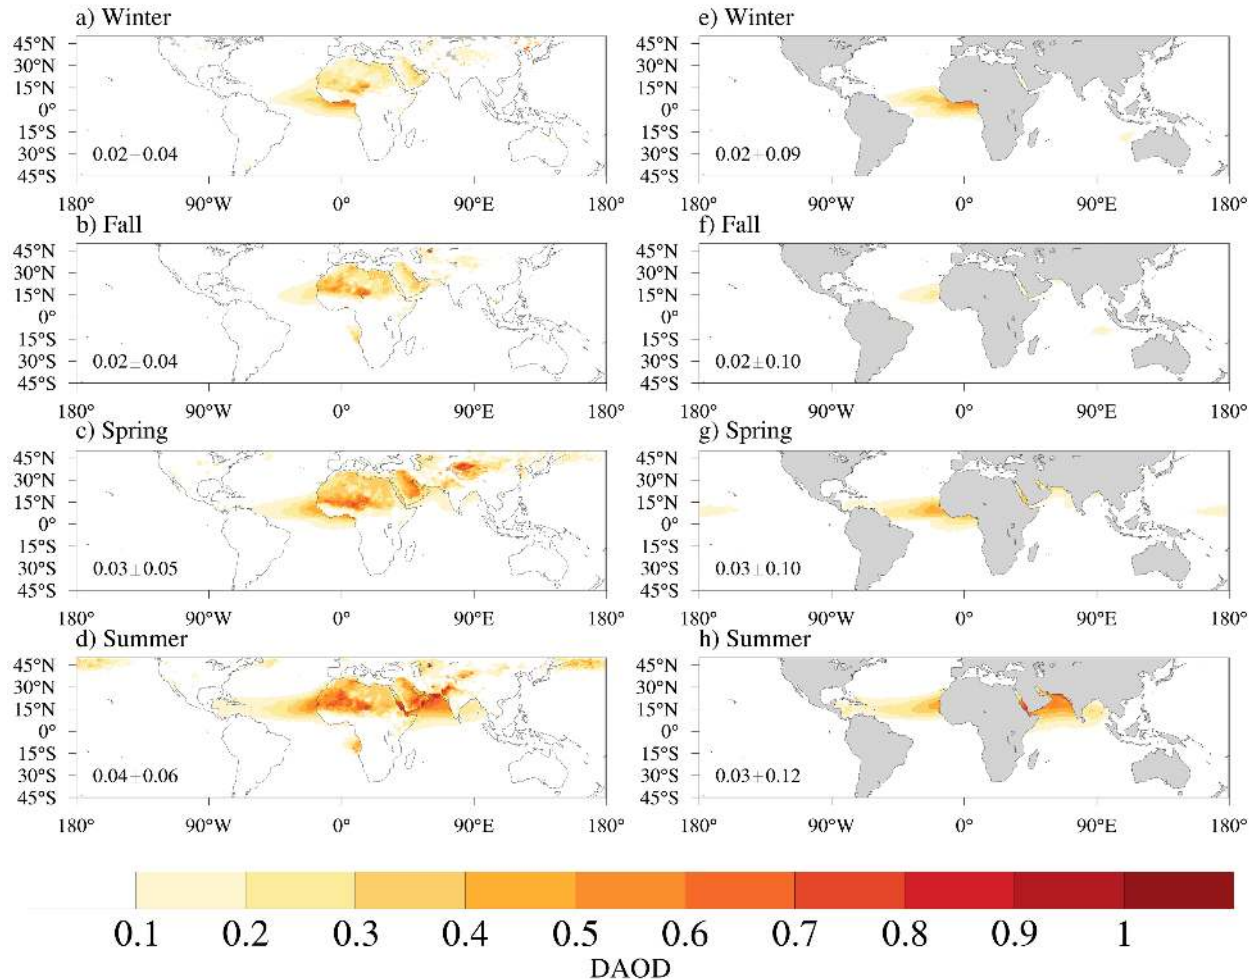 a) Winter
45°N
30°N
15°N
0°
15°S
30°S
45°S
0.02−0.04
180°
90°W
0°
90°E
180°
e) Winter
45°N
30°N
15°N
0°
15°S
30°S
45°S
0.02±0.09
180°
90°W
0°
90°E
180°
b) Fall
45°N
30°N
15°N
0°
15°S
30°S
45°S
0.02±0.04
180°
90°W
0°
90°E
180°
f) Fall
45°N
30°N
15°N
0°
15°S
30°S
45°S
0.02±0.10
180°
90°W
0°
90°E
180°
c) Spring
45°N
30°N
15°N
0°
15°S
30°S
45°S
0.03±0.05
180°
90°W
0°
90°E
180°
g) Spring
45°N
30°N
15°N
0°
15°S
30°S
45°S
0.03±0.10
180°
90°W
0°
90°E
180°
d) Summer
45°N
30°N
15°N
0°
15°S
30°S
45°S
0.04−0.06
180°
90°W
0°
90°E
180°
h) Summer
45°N
30°N
15°N
0°
15°S
30°S
45°S
0.03±0.12
180°
90°W
0°
90°E
180°
0.1 0.2 0.3 0.4 0.5 0.6 0.7 0.8 0.9 1
DAOD